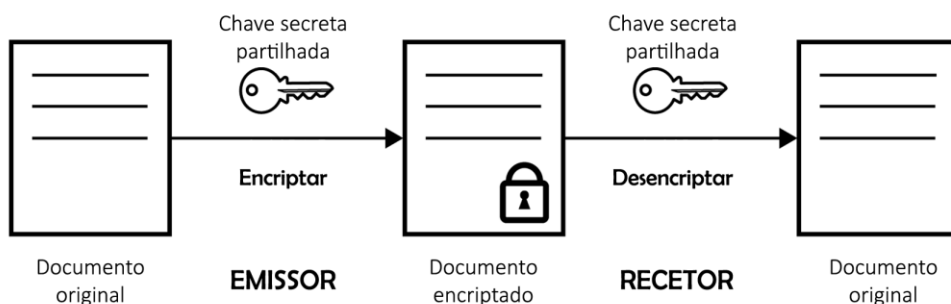 Chave secreta
partilhada
Chave secreta
partilhada
Encriptar
Desencriptar
Documento
original
EMISSOR
Documento
encriptado
RECETOR
Documento
original